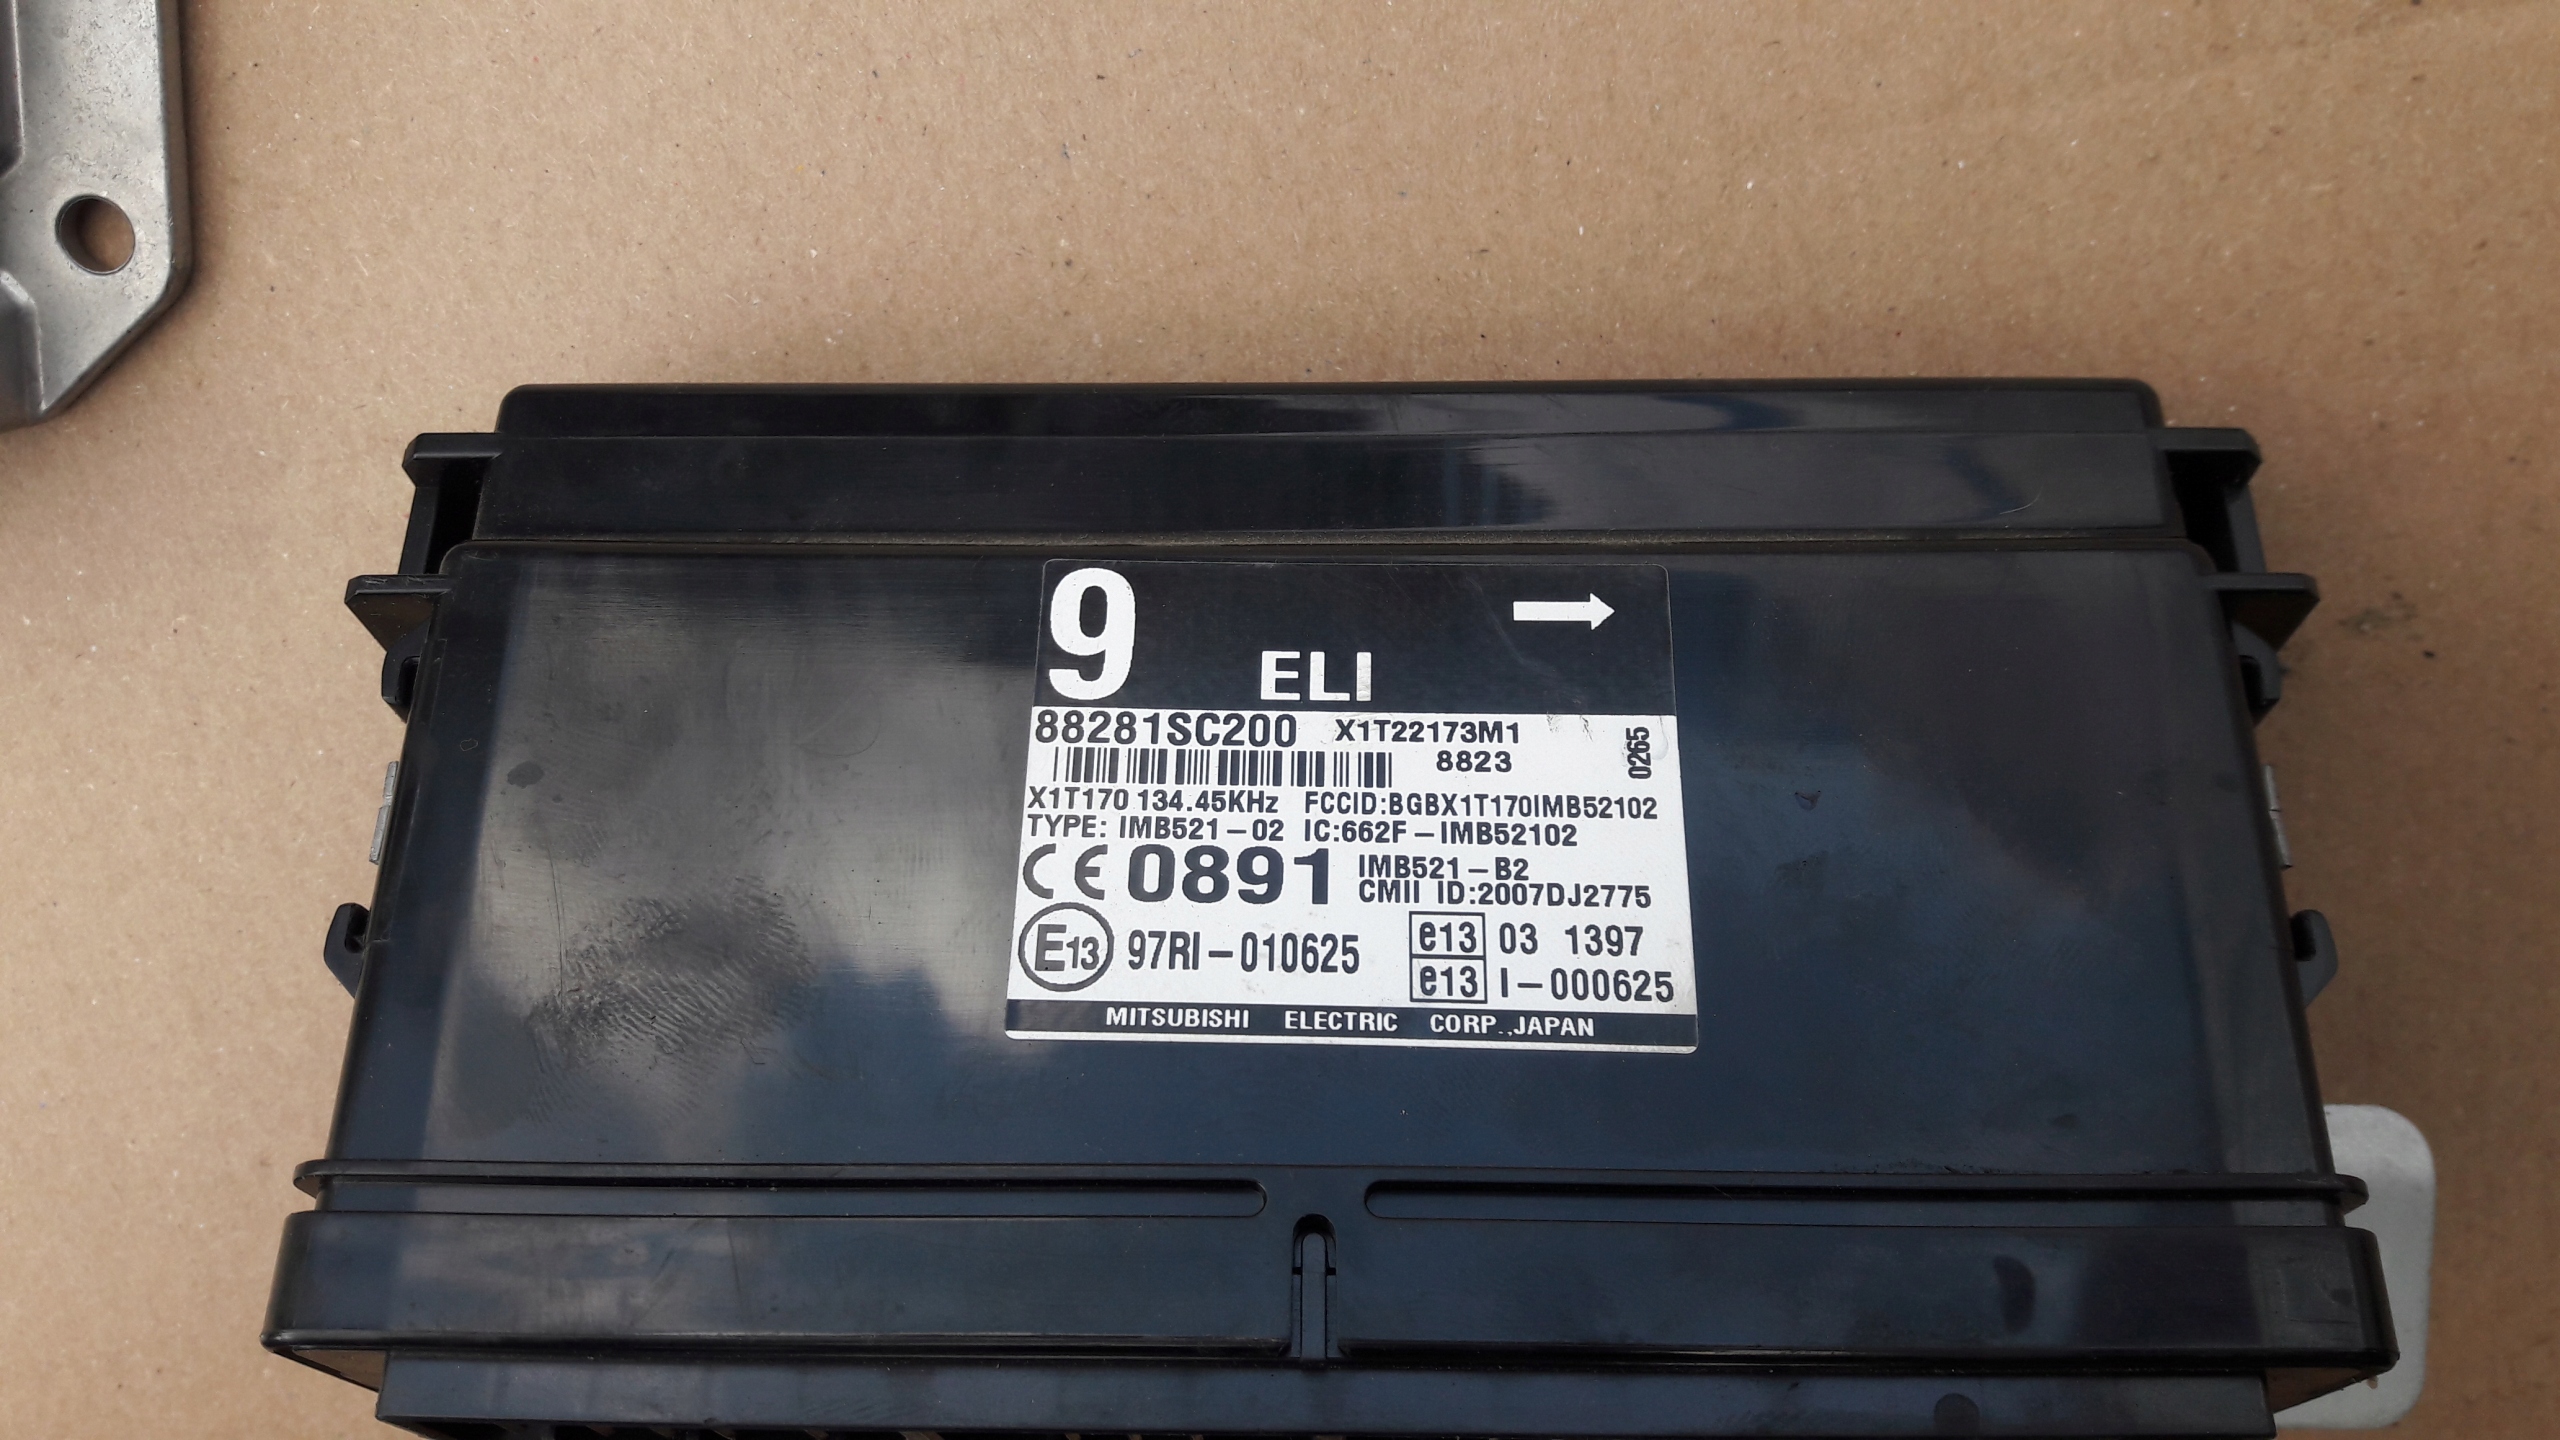 9
ELI
88281SC200 X1T22173M1
8823
0265
X1T170 134.45KHz FCCID:BGBX1T170IMB52102
TYPE: IMB521-02 IC:662F-IMB52102
CE 0891 IMB521-B2
CMII ID:2007DJ2775
E13 97RI-010625 e13 03 1397
e13 I-000625
MITSUBISHI ELECTRIC CORP.,JAPAN